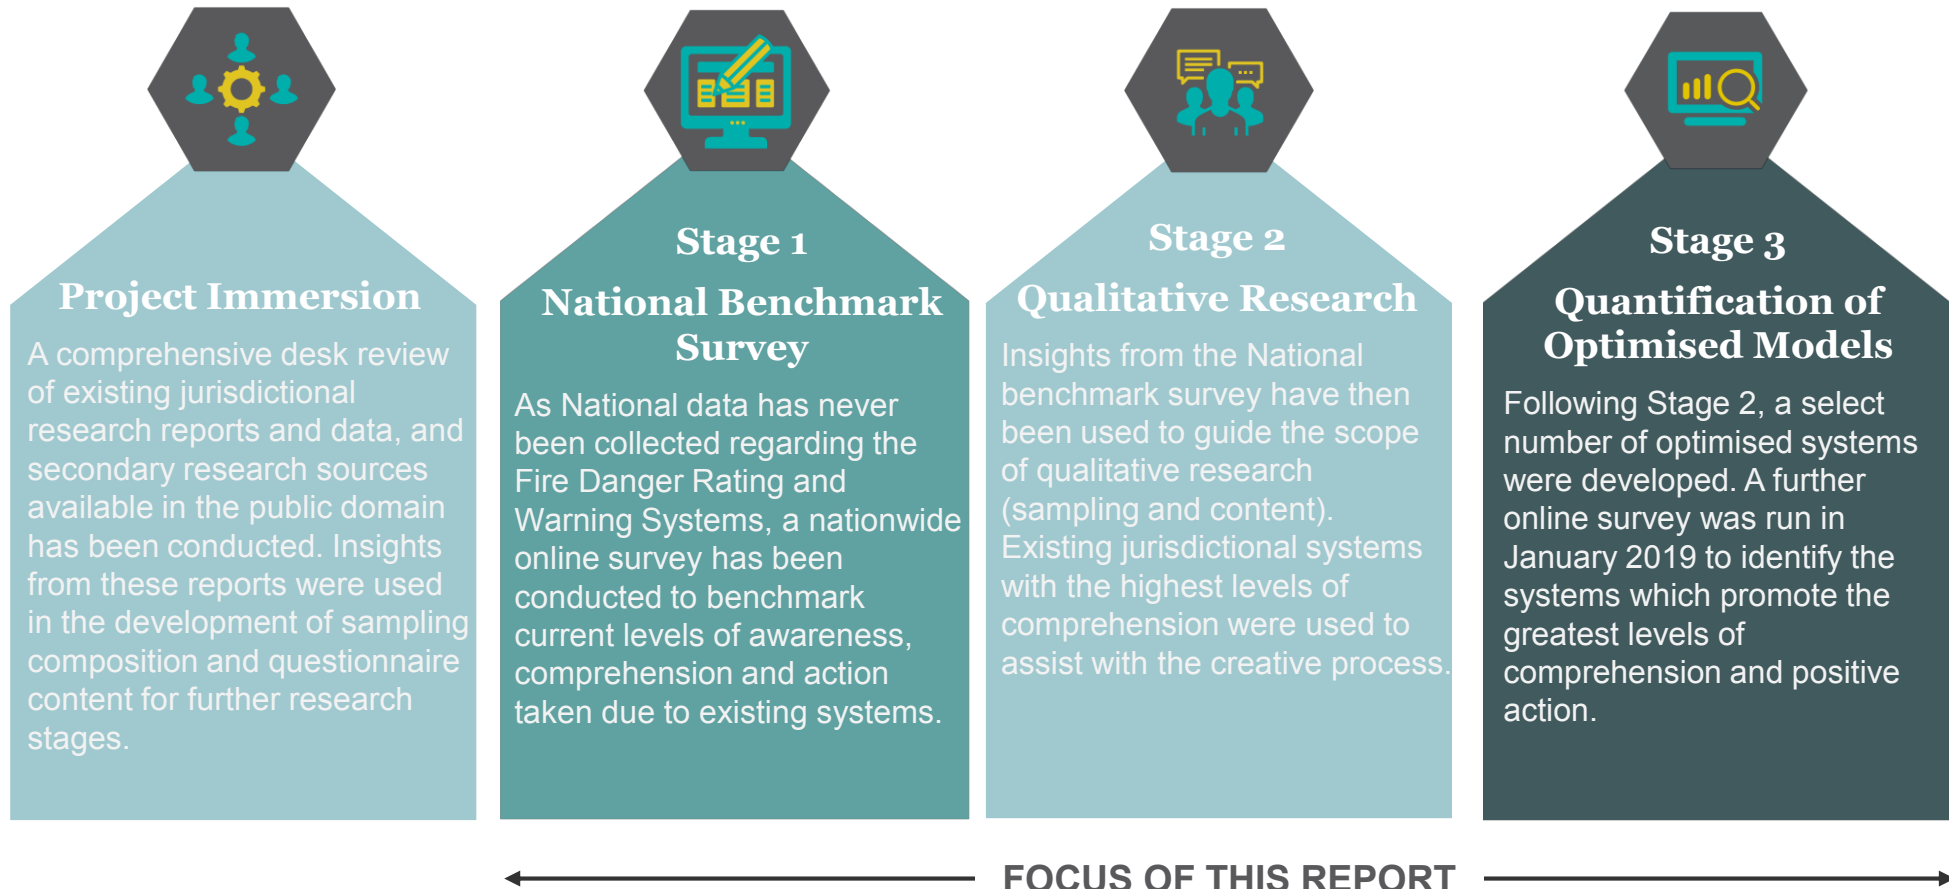 Project Immersion
A comprehensive desk review
of existing jurisdictional
research reports and data, and
secondary research sources
available in the public domain
has been conducted. Insights
from these reports were used
in the development of sampling
composition and questionnaire
content for further research
stages.
Stage 1
National Benchmark
Survey
As National data has never
been collected regarding the
Fire Danger Rating and
Warning Systems, a nationwide
online survey has been
conducted to benchmark
current levels of awareness,
comprehension and action
taken due to existing systems.
Stage 2
Qualitative Research
Insights from the National
benchmark survey have then
been used to guide the scope
of qualitative research
(sampling and content).
Existing jurisdictional systems
with the highest levels of
comprehension were used to
assist with the creative process.
Stage 3
Quantification of
Optimised Models
Following Stage 2, a select
number of optimised systems
were developed. A further
online survey was run in
January 2019 to identify the
systems which promote the
greatest levels of
comprehension and positive
action.
FOCUS OF THIS REPORT